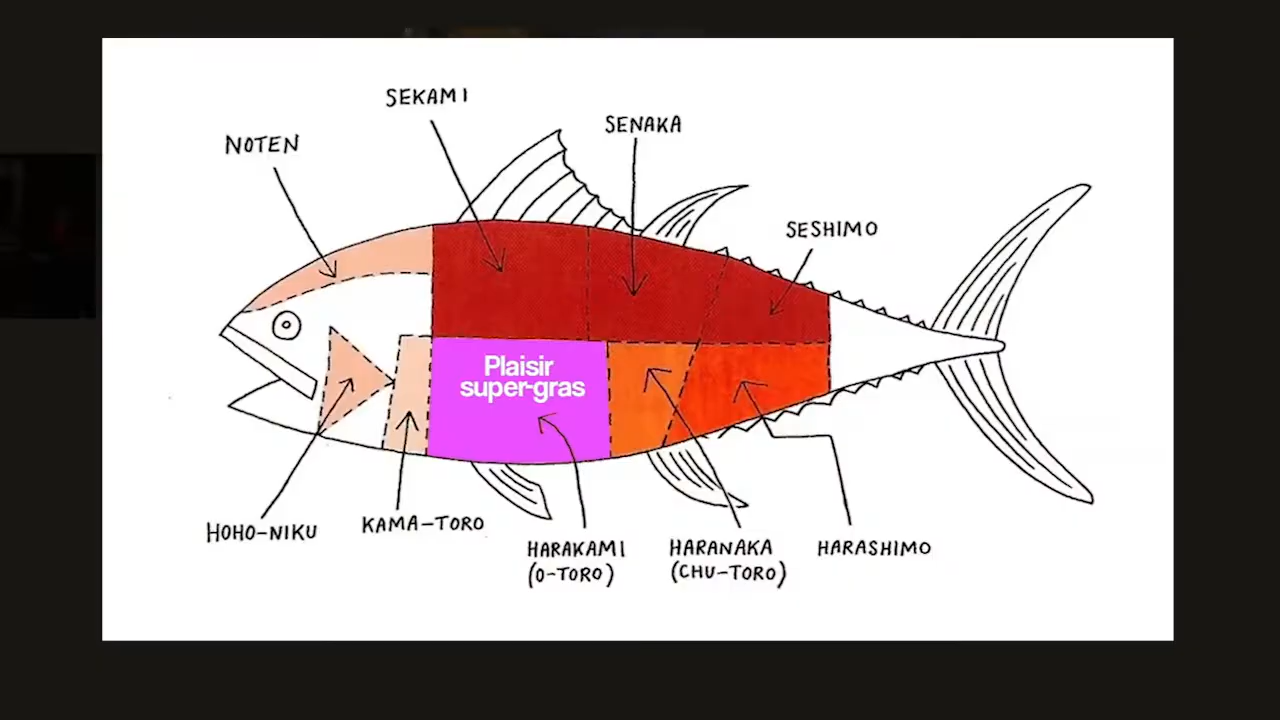 SEKAMI
SENAKA
NOTEN
SESHIMO
Plaisir
super-gras
HOHO-NIKU
KAMA-TORO
HARAKAMI
(O-TORO)
HARANAKA
(CHU-TORO)
HARASHIMO